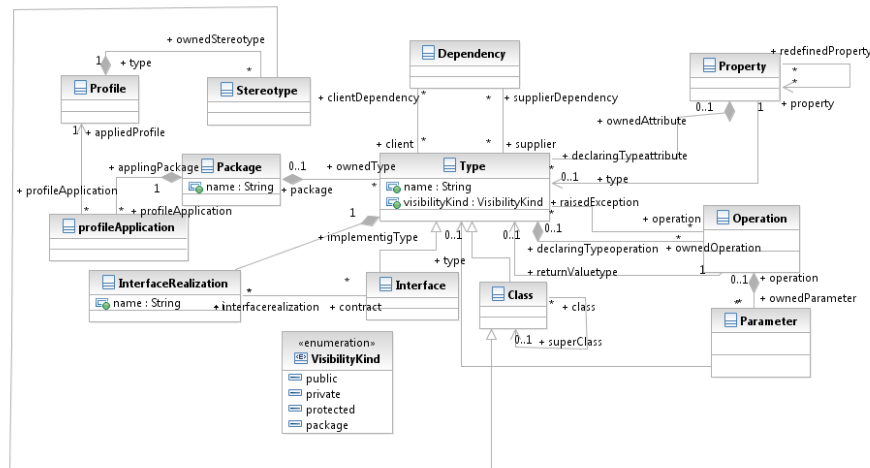 + ownedStereotype
1
+ type
*
Profile
Stereotype
Dependency
Property
+ redefinedProperty
*
*
+ property
0..1
1
+ clientDependency
*
*
+ supplierDependency
+ ownedAttribute
1
+ appliedProfile
+ client
*
*
+ supplier
+ applingPackage
1
Package
name : String
0..1
+ package
+ ownedType
*
Type
name : String
visibilityKind : VisibilityKind
*
+ declaringTypeattribute
0..1
+ type
+ profileApplication
*
*
+ profileApplication
profileApplication
1
+ implementigType
0..1
0..1
0..1
*
+ raisedException
+ operation
*
*
Operation
+ declaringTypeoperation
+ ownedOperation
+ type
+ returnValuetype
1
0..1
+ operation
InterfaceRealization
name : String
*
+ interfacerealization
*
+ contract
Interface
Class
*
+ class
0..1
+ superClass
*
+ ownedParameter
Parameter
«enumeration»
VisibilityKind
public
private
protected
package